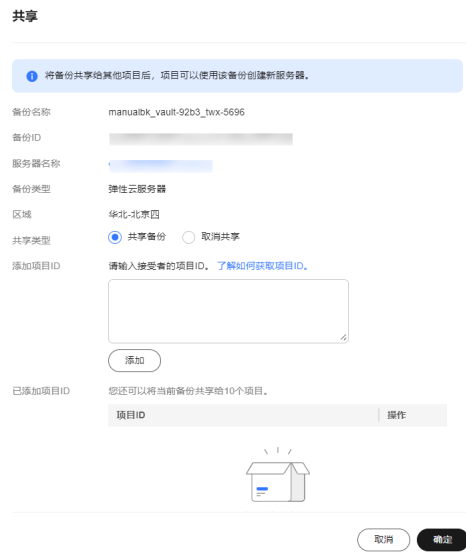 共享
将备份共享给其他项目后，项目可以使用该备份创建新服务器。
备份名称 manualbk_vault-92b3_twx-5696
备份ID
服务器名称
备份类型 弹性云服务器
区域 华北-北京四
共享类型 共享备份 取消共享
添加项目ID 请输入接受者的项目ID。 了解如何获取项目ID。
添加
已添加项目ID 您还可以将当前备份共享给10个项目。
项目ID 操作
取消 确定